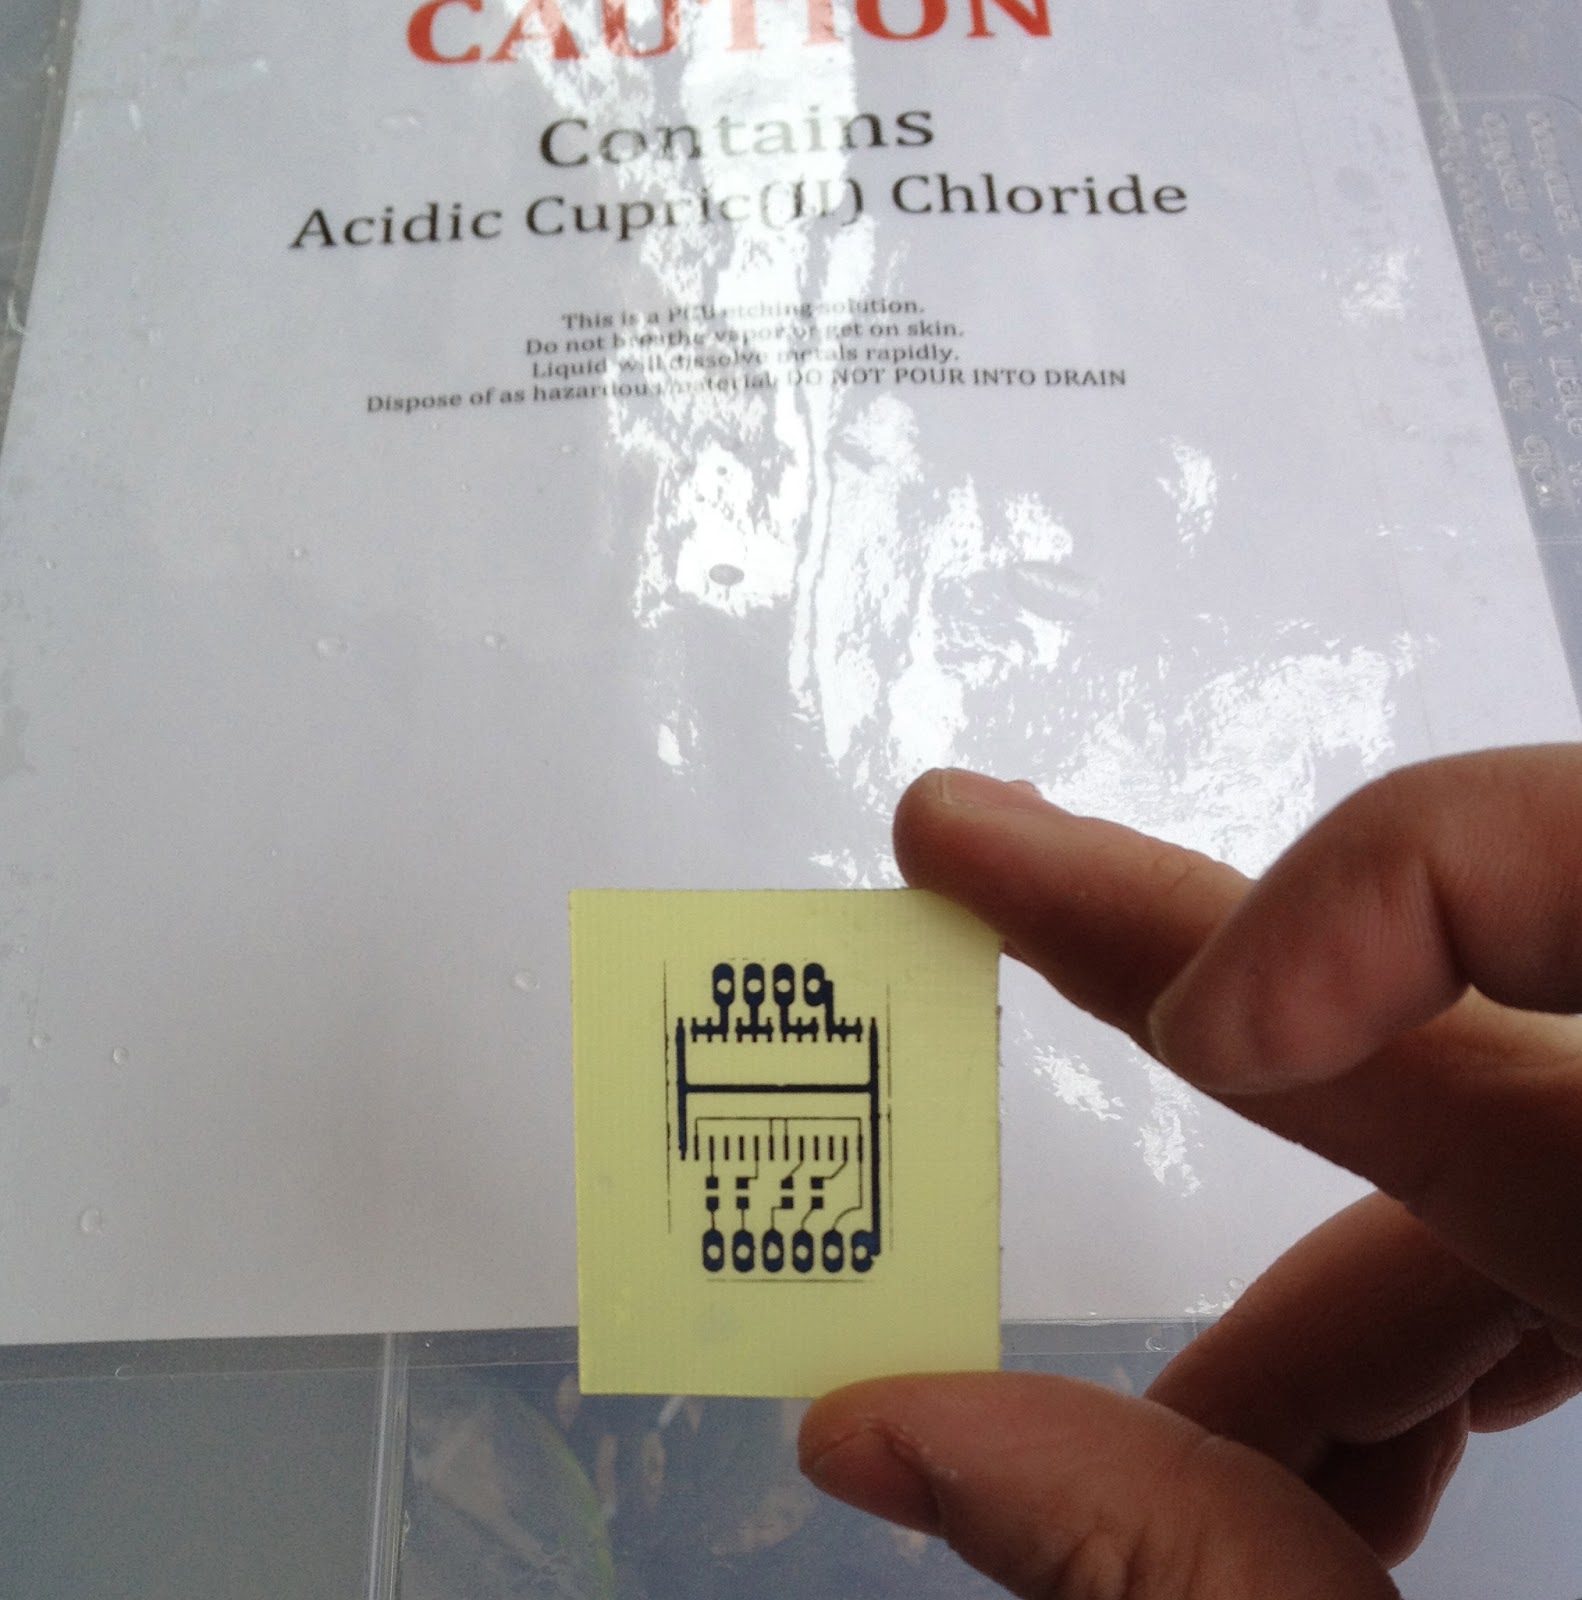 CAUTION
Contains
Acidic Cupric(II) Chloride
This is a PCB etching solution.
Do not breathe vapor or get on skin.
Liquid will dissolve metals rapidly.
Dispose of as hazardous material. DO NOT POUR INTO DRAIN